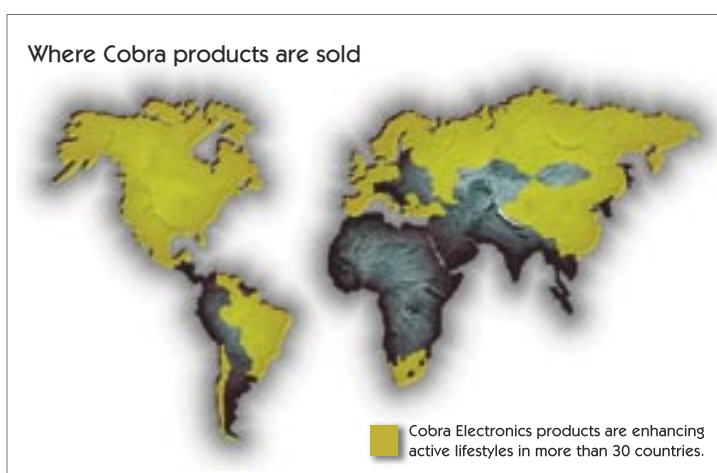 Where Cobra products are sold
Cobra Electronics products are enhancing
active lifestyles in more than 30 countries.